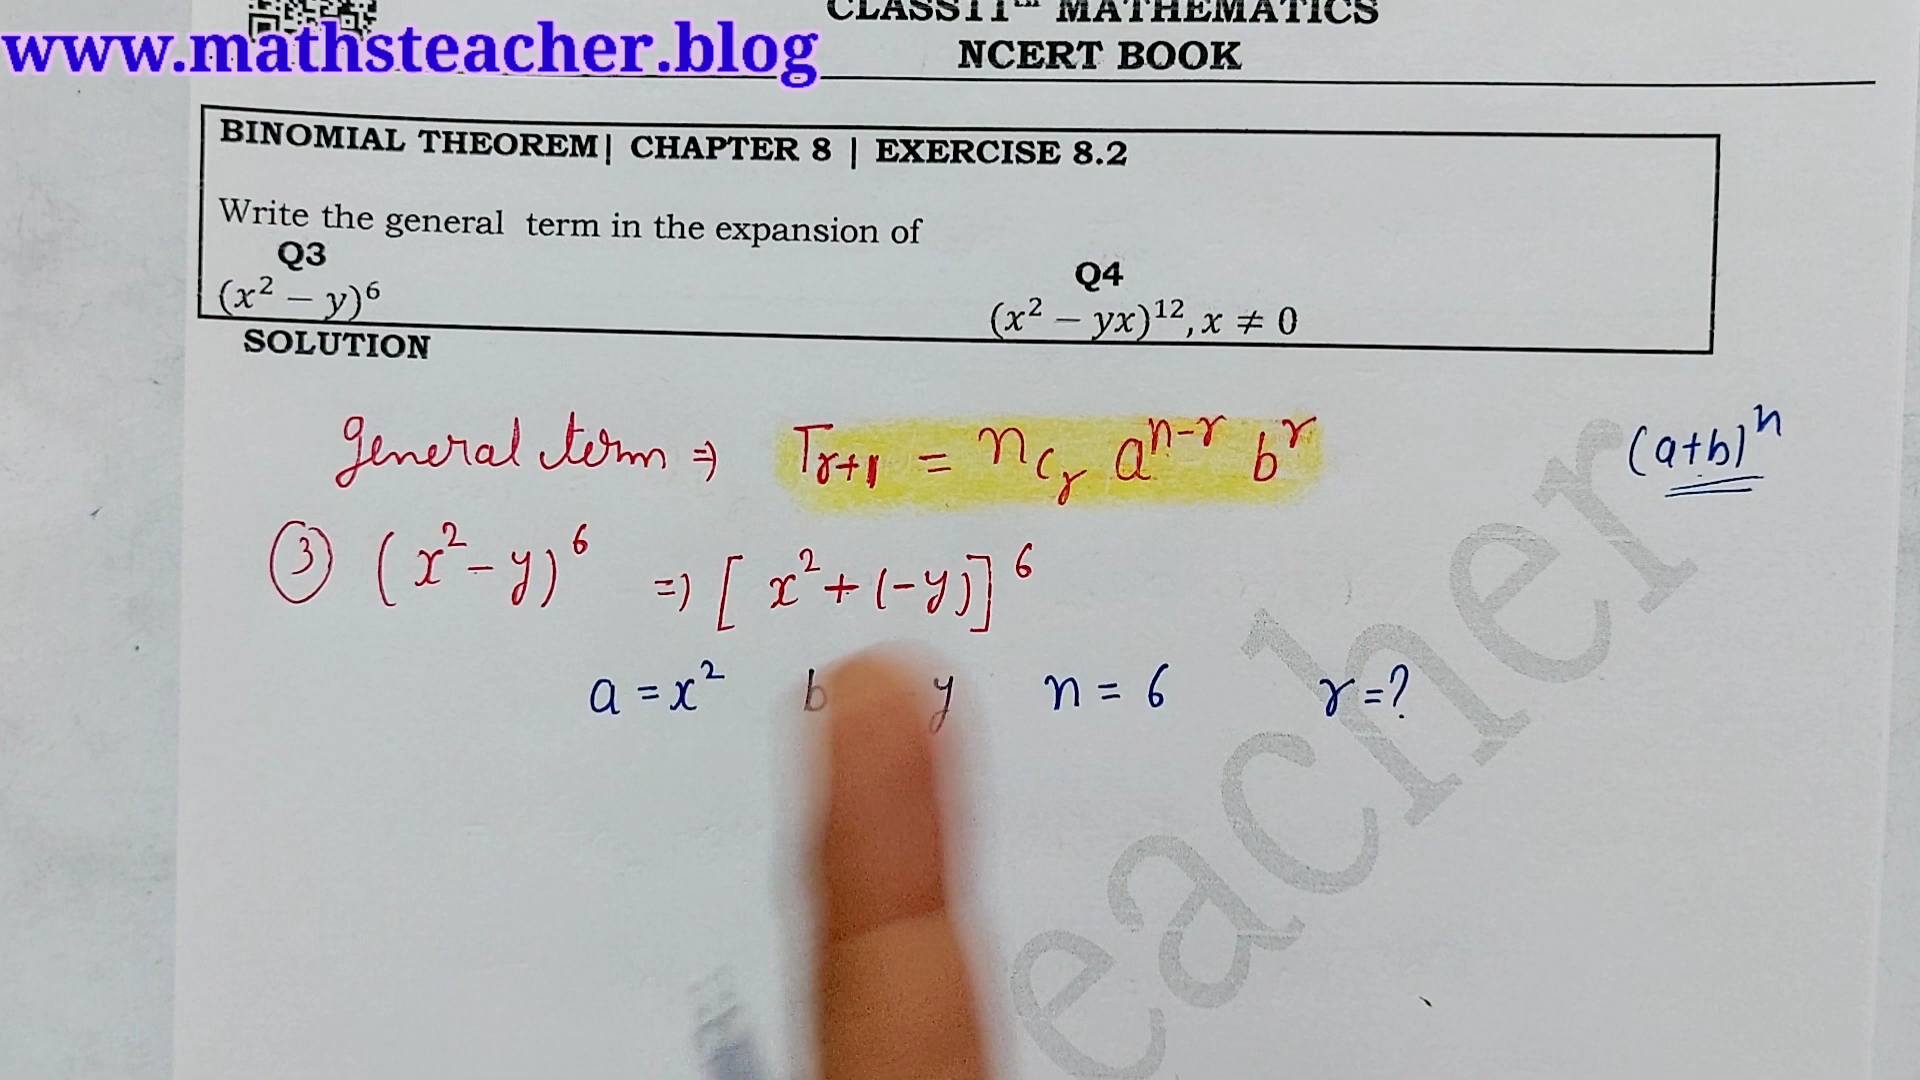 CLASS11ᵗʰ MATHEMATICS
www.mathsteacher.blog
NCERT BOOK
BINOMIAL THEOREM| CHAPTER 8 | EXERCISE 8.2
Write the general term in the expansion of
Q3 Q4
(x² − y)⁶ (x² − yx)¹², x ≠ 0
SOLUTION
General term ⇒ Tᵣ₊₁ = nCᵣ aⁿ⁻ʳ bʳ (a+b)ⁿ
③ (x² − y)⁶ ⇒ [x² + (−y)]⁶
a = x² b y n = 6 r = ?
eacher